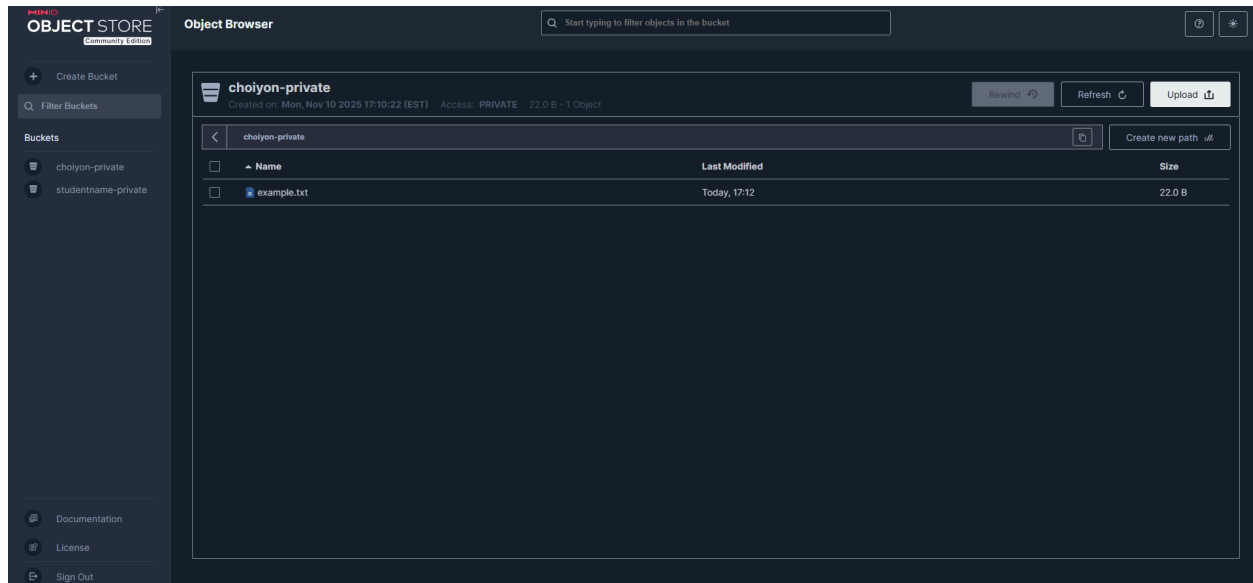 MINIO
OBJECT STORE
Community Edition
Create Bucket
Filter Buckets
Buckets
choiyon-private
studentname-private
Documentation
License
Sign Out
Object Browser
Start typing to filter objects in the bucket
choiyon-private
Created on: Mon, Nov 10 2025 17:10:22 (EST) Access: PRIVATE 22.0 B - 1 Object
Rewind
Refresh
Upload
choiyon-private
Create new path
Name Last Modified Size
example.txt Today, 17:12 22.0 B